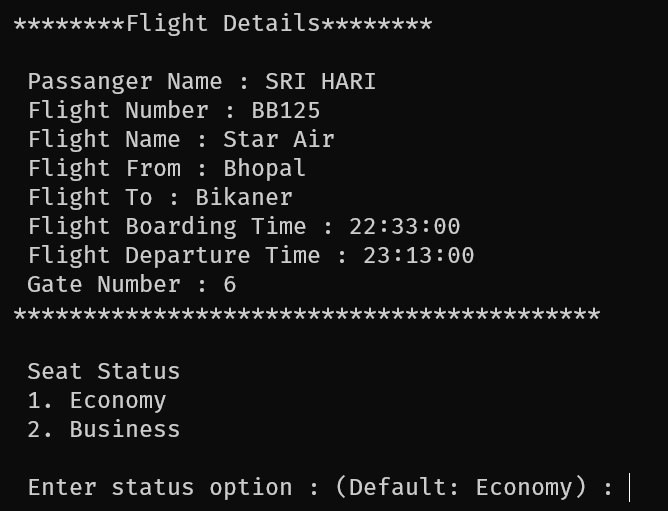 ********Flight Details********
Passanger Name : SRI HARI
Flight Number : BB125
Flight Name : Star Air
Flight From : Bhopal
Flight To : Bikaner
Flight Boarding Time : 22:33:00
Flight Departure Time : 23:13:00
Gate Number : 6
******************************************
Seat Status
1. Economy
2. Business
Enter status option : (Default: Economy) :